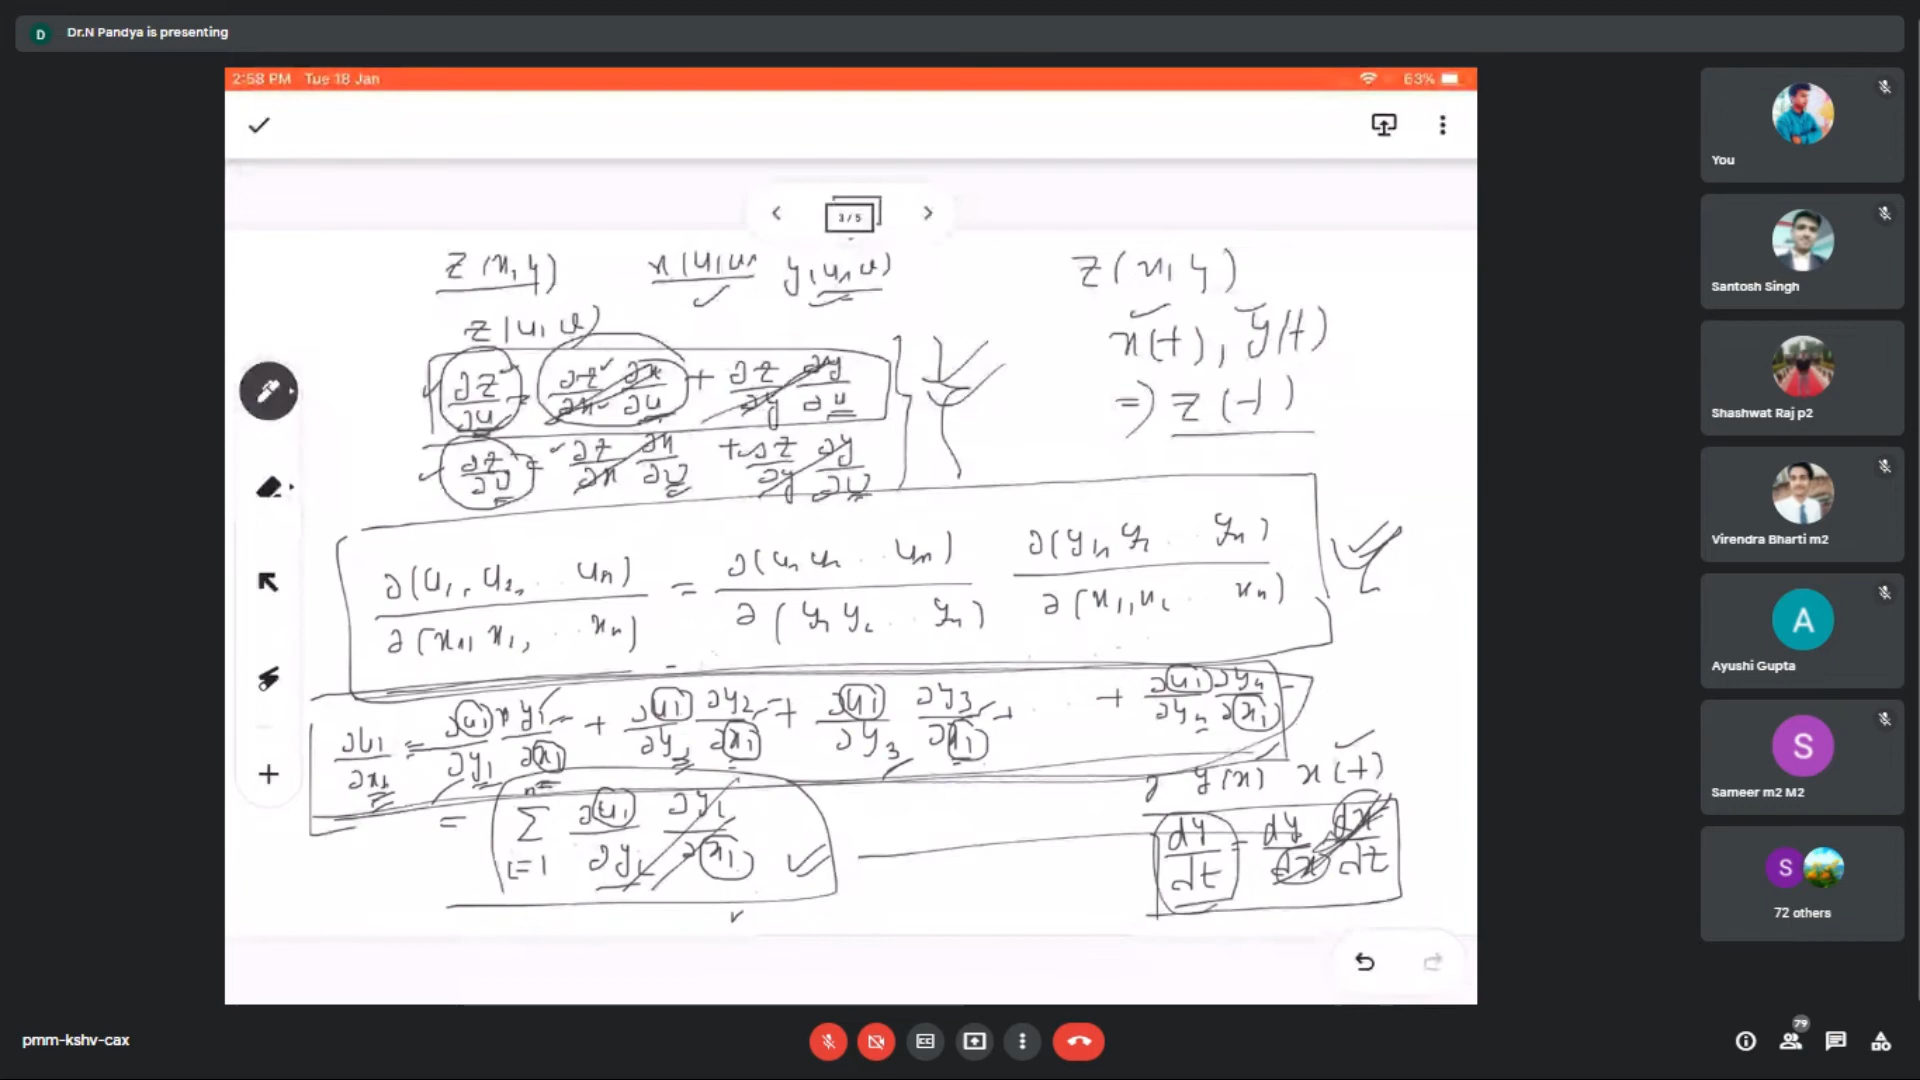 D Dr.N Pandya is presenting
2:58 PM Tue 18 Jan 63%
3 / 5
z (x, y) x (u, v) y (u, v) z (x, y)
z (u, v) x(t), y(t)
∂z/∂u = ∂z/∂x ∂x/∂u + ∂z/∂y ∂y/∂u ⇒ z (t)
∂z/∂v = ∂z/∂x ∂x/∂v + ∂z/∂y ∂y/∂v
∂(u₁, u₂, .. uₙ)/∂(x₁, x₂, .. xₙ) = ∂(u₁ u₂ .. uₙ)/∂(y₁ y₂ .. yₙ) ∂(y₁, y₂ .. yₙ)/∂(x₁, x₂ .. xₙ)
∂u₁/∂x₁ = ∂u₁/∂y₁ ∂y₁/∂x₁ + ∂u₁/∂y₂ ∂y₂/∂x₁ + ∂u₁/∂y₃ ∂y₃/∂x₁ + . . . + ∂u₁/∂yₙ ∂yₙ/∂x₁
y(x) x(t)
= Σ i=1 n ∂u₁/∂yᵢ ∂yᵢ/∂x₁
dy/dt = dy/dx dx/dt
You
Santosh Singh
Shashwat Raj p2
Virendra Bharti m2
A
Ayushi Gupta
S
Sameer m2 M2
S
72 others
pmm-kshv-cax
79